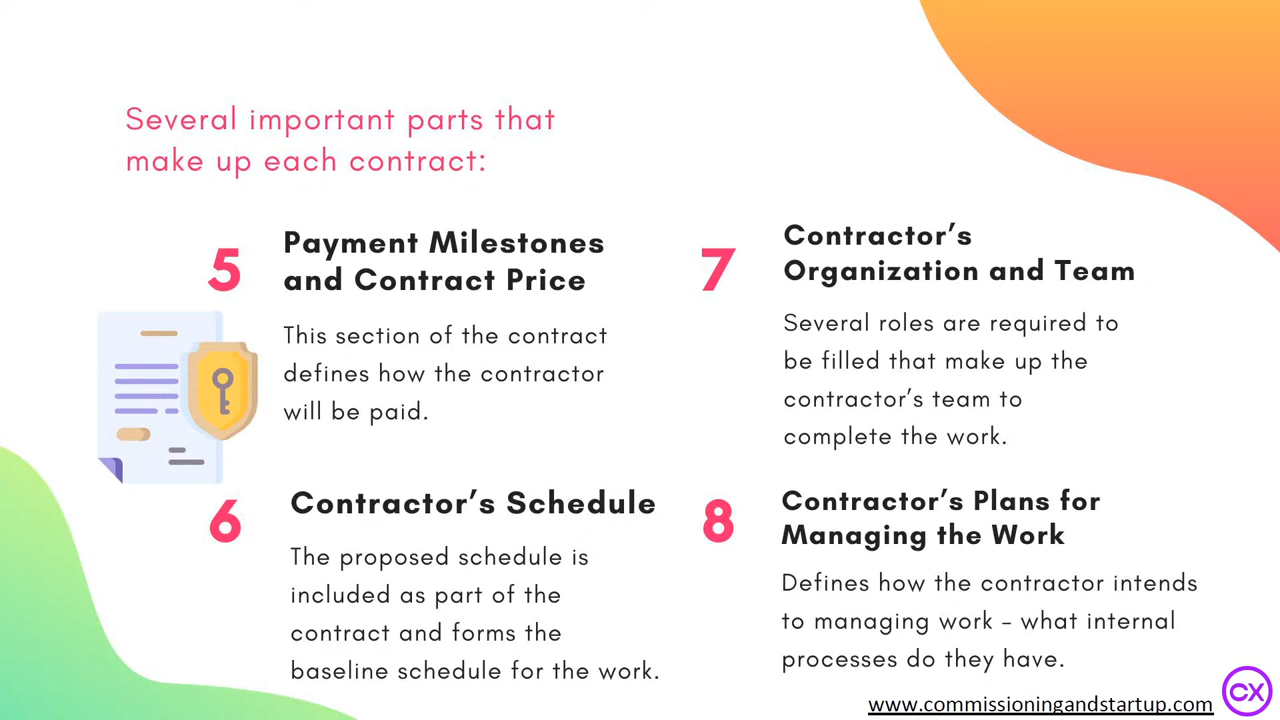 Several important parts that
make up each contract:
5
Payment Milestones
and Contract Price
This section of the contract
defines how the contractor
will be paid.
6
Contractor’s Schedule
The proposed schedule is
included as part of the
contract and forms the
baseline schedule for the work.
7
Contractor’s
Organization and Team
Several roles are required to
be filled that make up the
contractor’s team to
complete the work.
8
Contractor’s Plans for
Managing the Work
Defines how the contractor intends
to managing work – what internal
processes do they have.
www.commissioningandstartup.com
CX